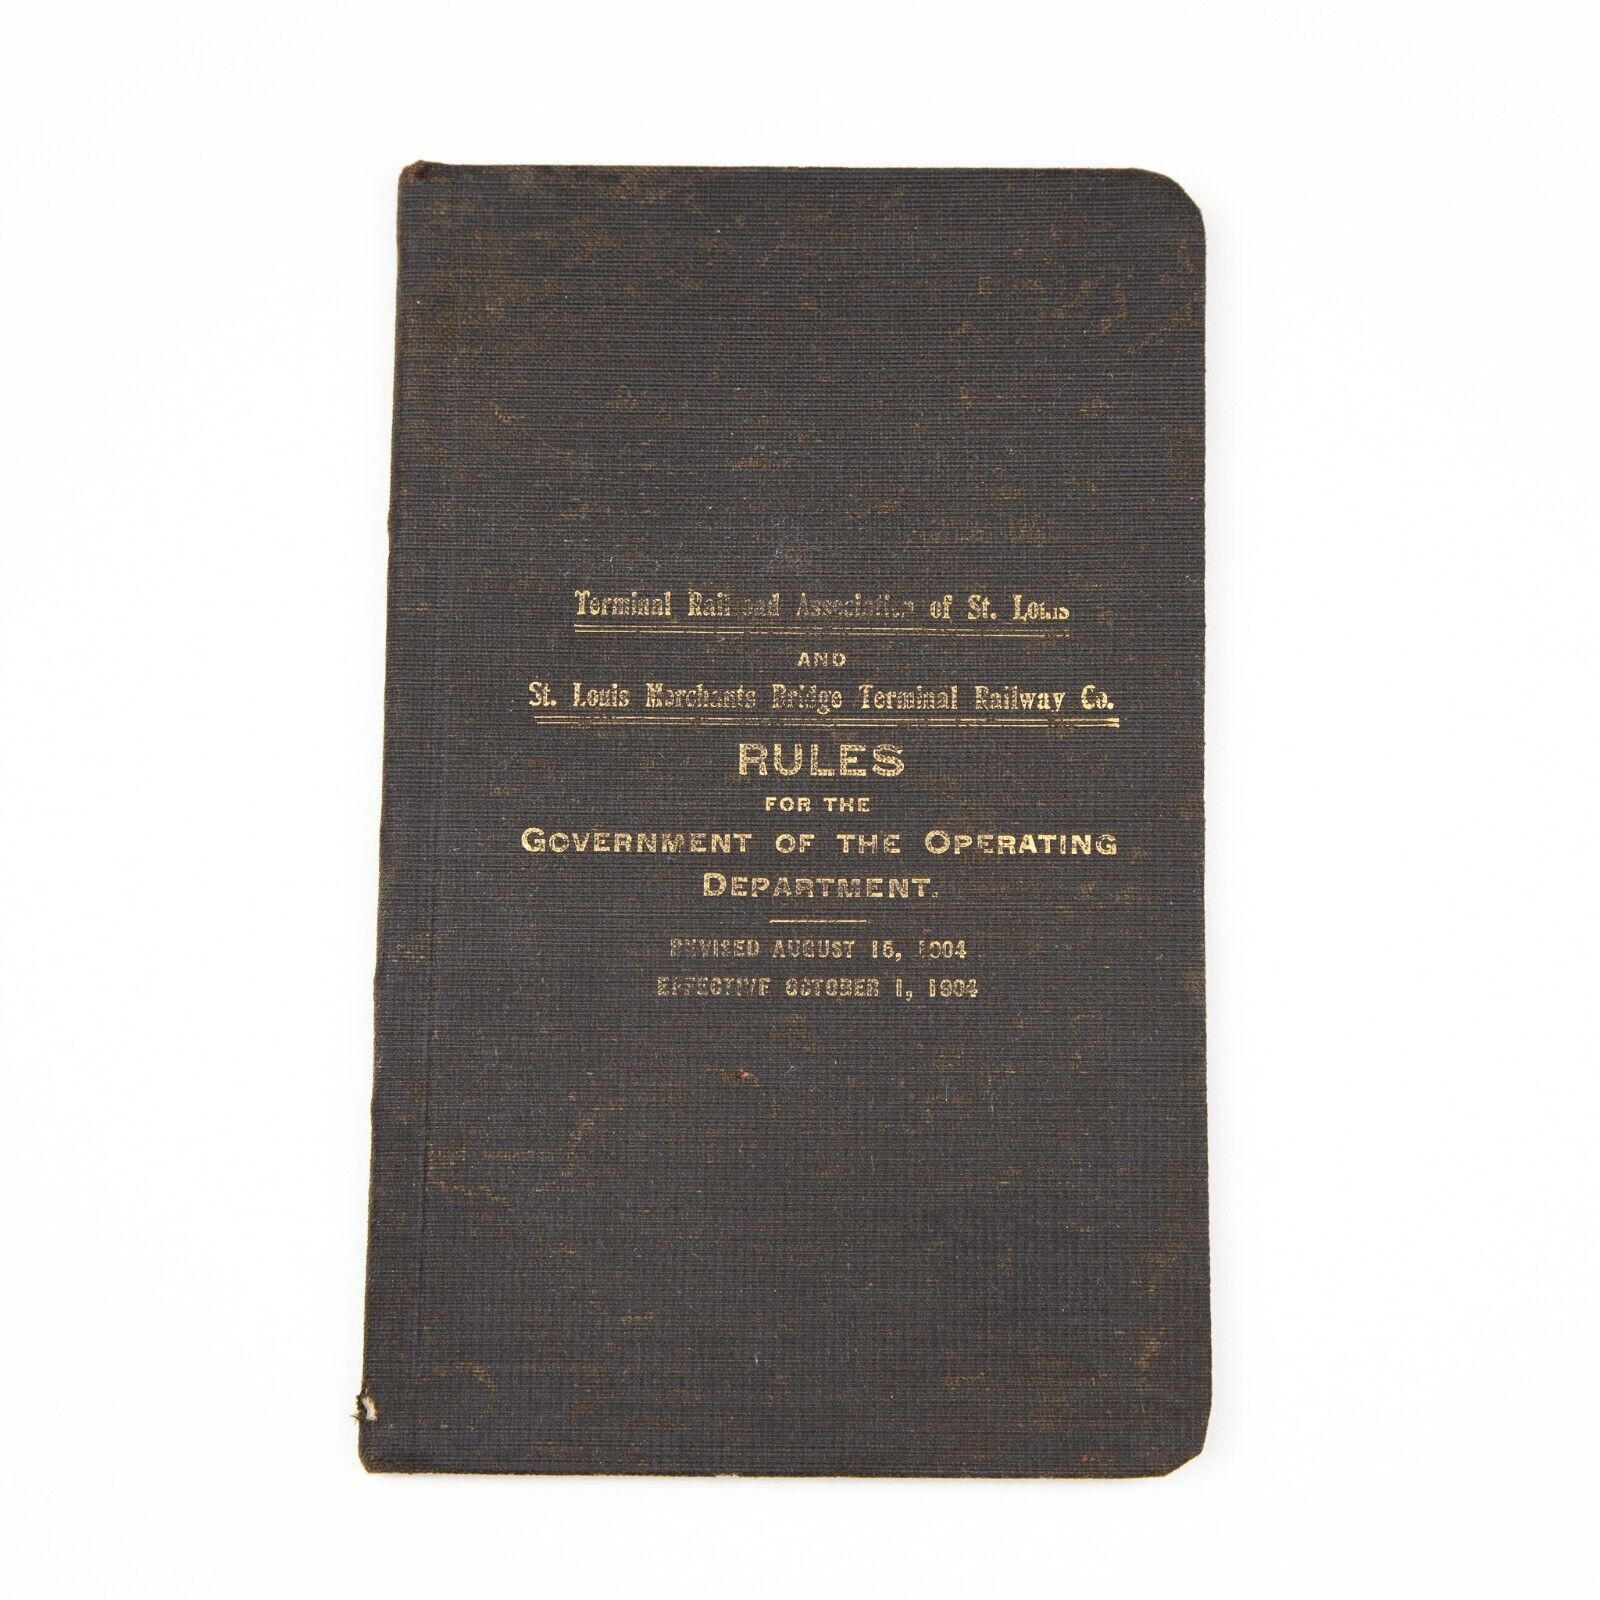 Terminal Railroad Association of St. Louis
AND
St. Louis Merchants Bridge Terminal Railway Co.
RULES
FOR THE
GOVERNMENT OF THE OPERATING
DEPARTMENT.
REVISED AUGUST 15, 1904
EFFECTIVE OCTOBER 1, 1904